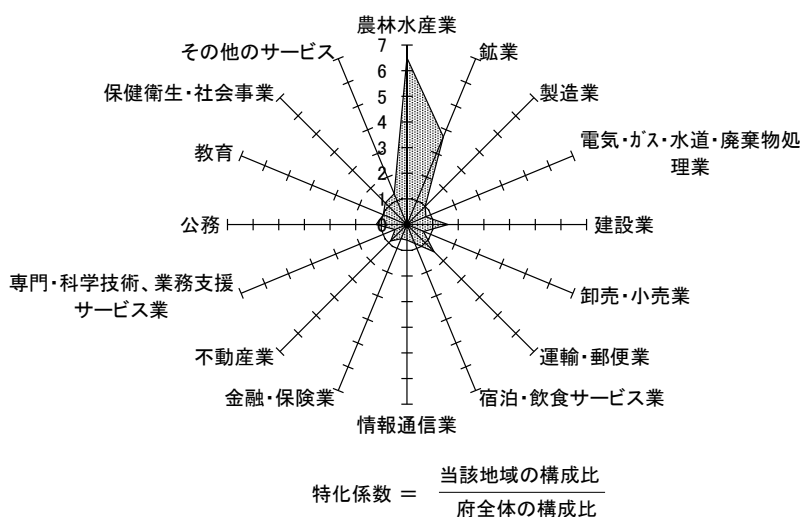 農林水産業
その他のサービス
鉱業
保健衛生・社会事業
製造業
教育
電気・ガス・水道・廃棄物処
理業
公務
建設業
専門・科学技術、業務支援
サービス業
卸売・小売業
不動産業
運輸・郵便業
金融・保険業
宿泊・飲食サービス業
情報通信業
7
6
5
4
3
2
1
0
特化係数 = 当該地域の構成比
府全体の構成比